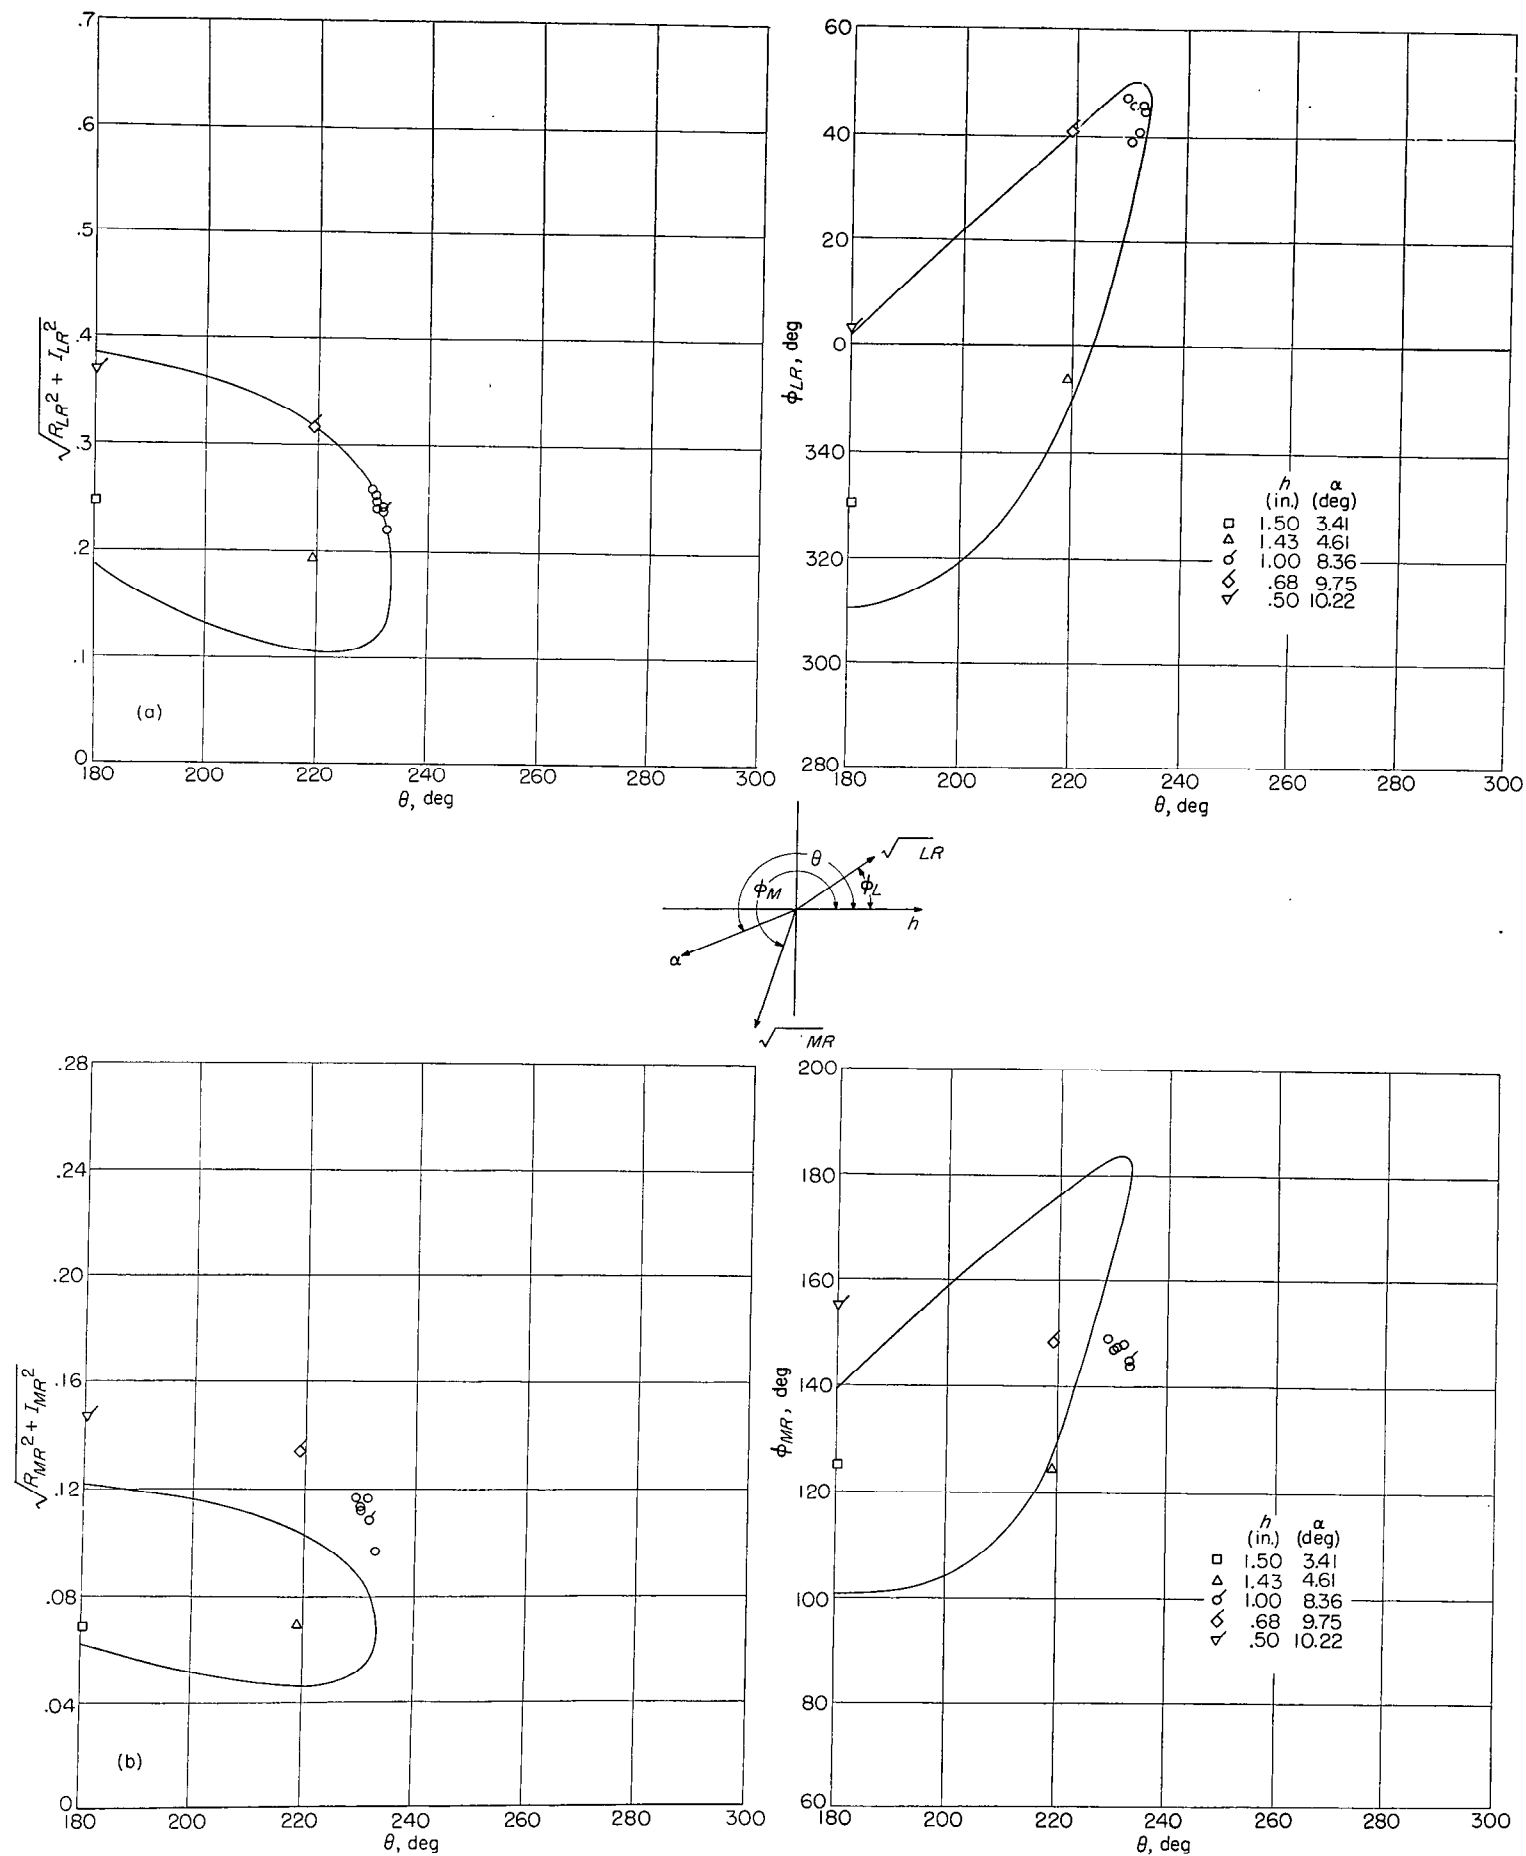 .7
.6
.5
.4
.3
.2
.1
0
√R_LR² + I_LR²
(a)
180 200 220 240 260 280 300
θ, deg
60
40
20
0
340
320
300
280
ϕ_LR, deg
h α
(in.) (deg)
□ 1.50 3.41
△ 1.43 4.61
○ 1.00 8.36
◇ .68 9.75
▽ .50 10.22
180 200 220 240 260 280 300
θ, deg
√LR
θ
ϕ_M
ϕ_L
h
α
√MR
.28
.24
.20
.16
.12
.08
.04
0
√R_MR² + I_MR²
(b)
180 200 220 240 260 280 300
θ, deg
200
180
160
140
120
100
80
60
ϕ_MR, deg
h α
(in.) (deg)
□ 1.50 3.41
△ 1.43 4.61
○ 1.00 8.36
◇ .68 9.75
▽ .50 10.22
180 200 220 240 260 280 300
θ, deg